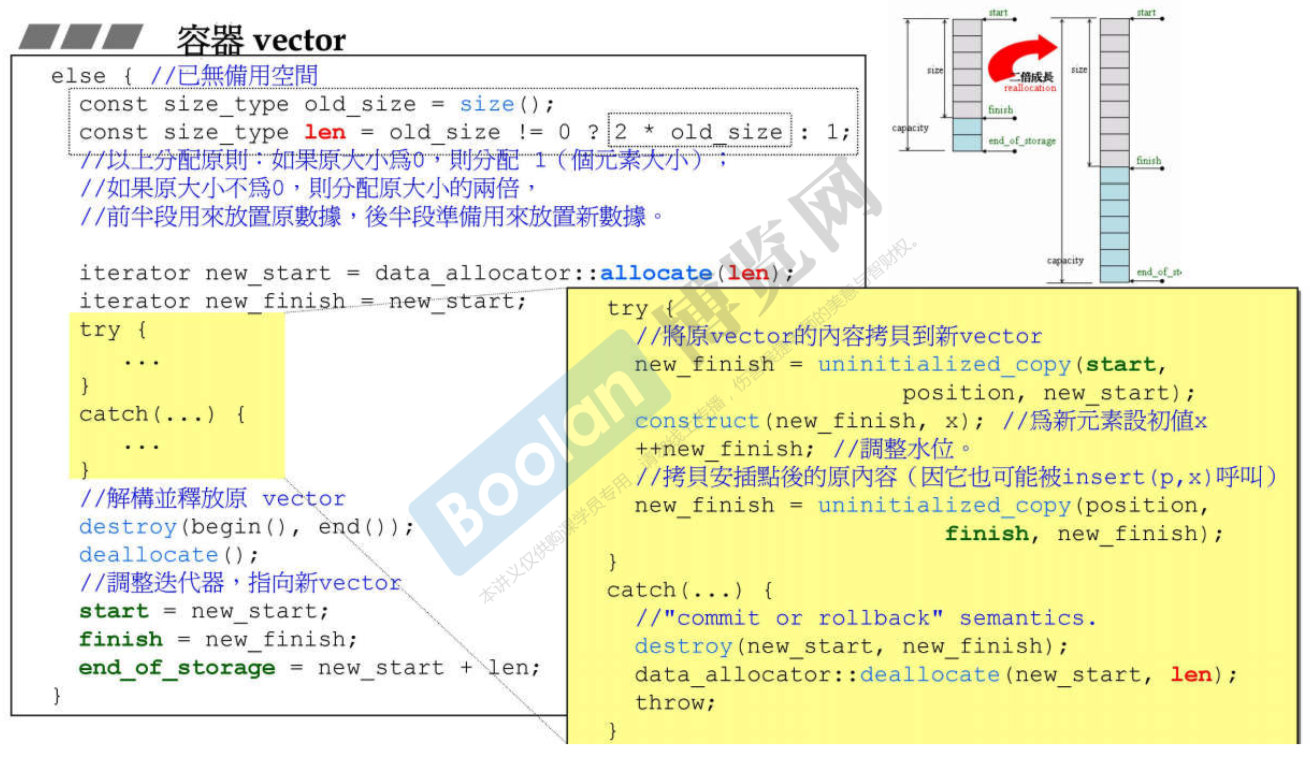 容器 vector
else { //已無備用空間
const size_type old_size = size();
const size_type len = old_size != 0 ? 2 * old_size : 1;
//以上分配原則：如果原大小爲0，則分配 1（個元素大小）；
//如果原大小不爲0，則分配原大小的兩倍，
//前半段用來放置原數據，後半段準備用來放置新數據。
iterator new_start = data_allocator::allocate(len);
iterator new_finish = new_start;
try {
...
}
catch(...) {
...
}
//解構並釋放原 vector
destroy(begin(), end());
deallocate();
//調整迭代器，指向新vector
start = new_start;
finish = new_finish;
end_of_storage = new_start + len;
}
try {
//將原vector的內容拷貝到新vector
new_finish = uninitialized_copy(start,
position, new_start);
construct(new_finish, x); //爲新元素設初值x
++new_finish; //調整水位。
//拷貝安插點後的原內容（因它也可能被insert(p,x)呼叫）
new_finish = uninitialized_copy(position,
finish, new_finish);
}
catch(...) {
//"commit or rollback" semantics.
destroy(new_start, new_finish);
data_allocator::deallocate(new_start, len);
throw;
}
start
size
finish
capacity
end_of_storage
二倍成長
reallocation
start
size
finish
capacity
end_of_st
Boolan 博览网
本讲义仅供购课学员专用，